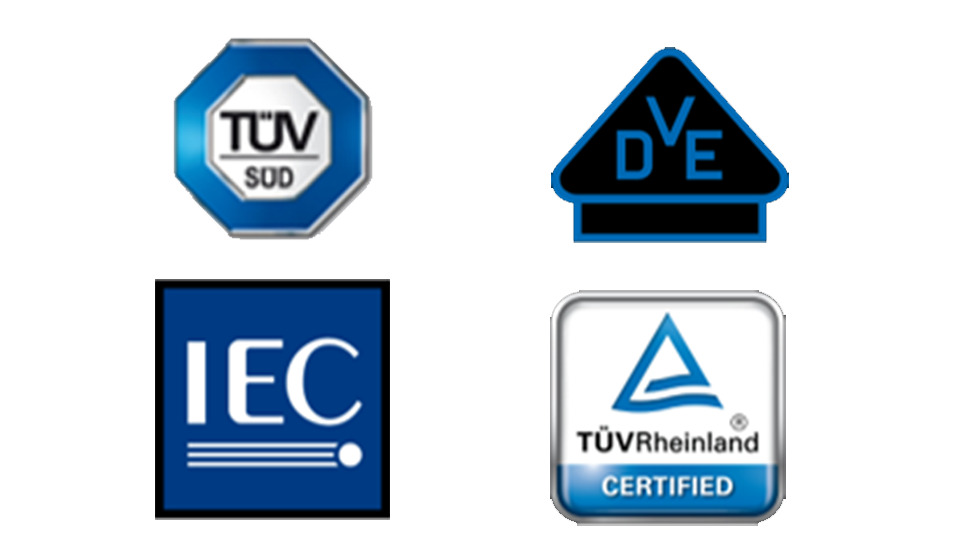 TÜV
SÜD
DVE
IEC
®
TÜVRheinland
CERTIFIED